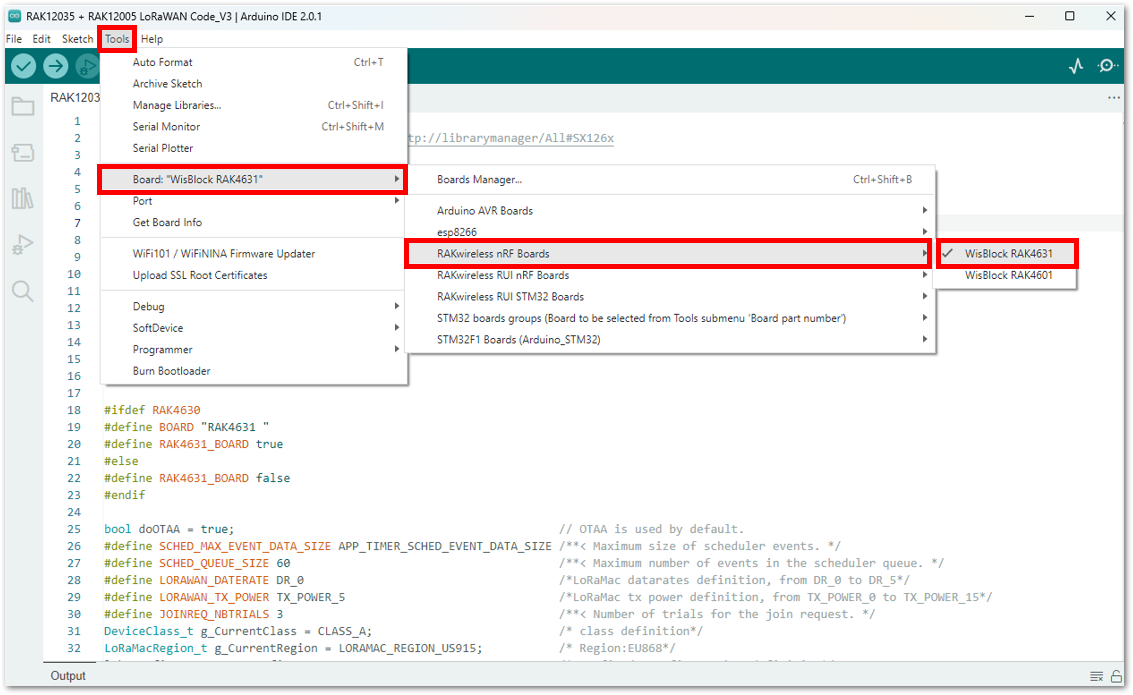 RAK12035 + RAK12005 LoRaWAN Code_V3 | Arduino IDE 2.0.1
File Edit Sketch Tools Help
Auto Format Ctrl+T
Archive Sketch
Manage Libraries... Ctrl+Shift+I
Serial Monitor Ctrl+Shift+M
Serial Plotter
Board: "WisBlock RAK4631"
Port
Get Board Info
WiFi101 / WiFiNINA Firmware Updater
Upload SSL Root Certificates
Debug
SoftDevice
Programmer
Burn Bootloader
Boards Manager... Ctrl+Shift+B
Arduino AVR Boards
esp8266
RAKwireless nRF Boards
RAKwireless RUI nRF Boards
RAKwireless RUI STM32 Boards
STM32 boards groups (Board to be selected from Tools submenu 'Board part number')
STM32F1 Boards (Arduino_STM32)
WisBlock RAK4631
WisBlock RAK4601
RAK1203
1
2 tp://librarymanager/All#SX126x
3
4
5
6
7
8
9
10
11
12
13
14
15
16
17
18 #ifdef RAK4630
19 #define BOARD "RAK4631 "
20 #define RAK4631_BOARD true
21 #else
22 #define RAK4631_BOARD false
23 #endif
24
25 bool doOTAA = true; // OTAA is used by default.
26 #define SCHED_MAX_EVENT_DATA_SIZE APP_TIMER_SCHED_EVENT_DATA_SIZE /**< Maximum size of scheduler events. */
27 #define SCHED_QUEUE_SIZE 60 /**< Maximum number of events in the scheduler queue. */
28 #define LORAWAN_DATERATE DR_0 /*LoRaMac datarates definition, from DR_0 to DR_5*/
29 #define LORAWAN_TX_POWER TX_POWER_5 /*LoRaMac tx power definition, from TX_POWER_0 to TX_POWER_15*/
30 #define JOINREQ_NBTRIALS 3 /**< Number of trials for the join request. */
31 DeviceClass_t g_CurrentClass = CLASS_A; /* class definition*/
32 LoRaMacRegion_t g_CurrentRegion = LORAMAC_REGION_US915; /* Region:EU868*/
Output